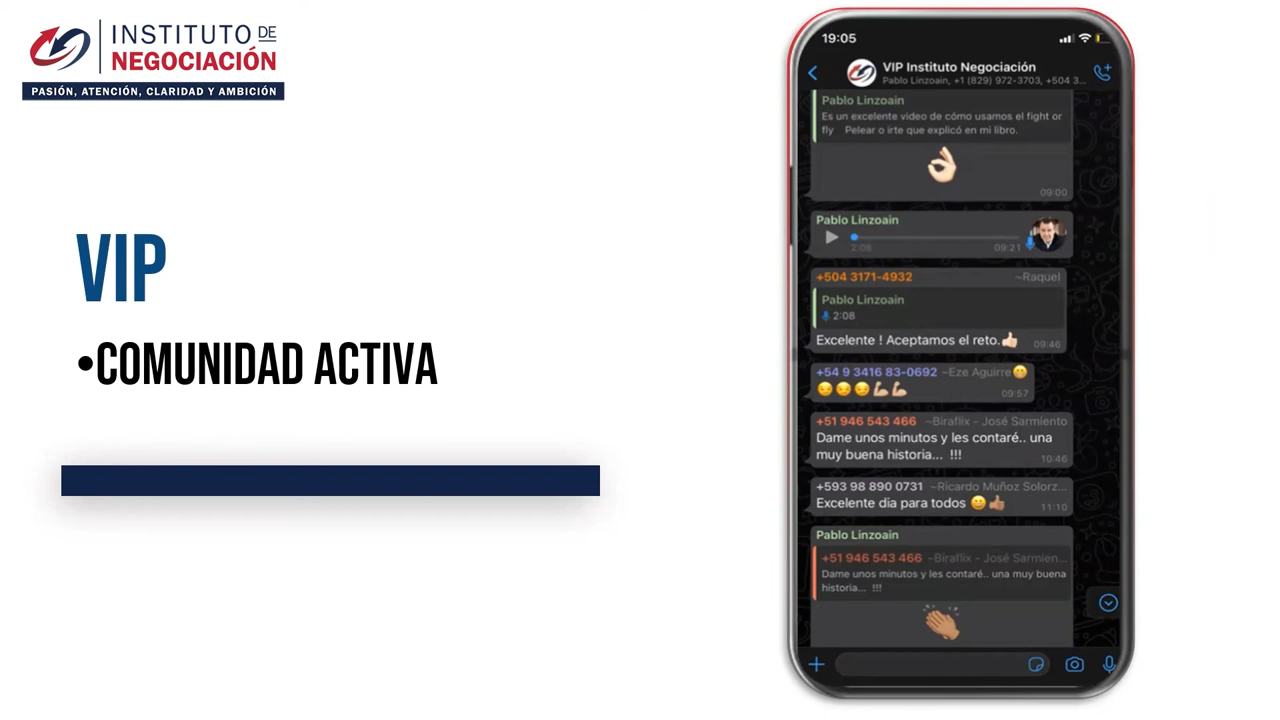 INSTITUTO DE
NEGOCIACIÓN
PASIÓN, ATENCIÓN, CLARIDAD Y AMBICIÓN
VIP
•COMUNIDAD ACTIVA
19:05
VIP Instituto Negociación
Pablo Linzoain, +1 (829) 972-3703, +504 3...
Pablo Linzoain
Es un excelente video de cómo usamos el fight or
fly Pelear o irte que explicó en mi libro.
👌🏻
09:00
Pablo Linzoain
2:08 09:21
+504 3171-4932 ~Raquel
Pablo Linzoain
2:08
Excelente ! Aceptamos el reto.👍🏻 09:46
+54 9 3416 83-0692 ~Eze Aguirre😁
😏😏😏💪🏼💪🏼 09:57
+51 946 543 466 ~Biraflix - José Sarmiento
Dame unos minutos y les contaré.. una
muy buena historia... !!! 10:46
+593 98 890 0731 ~Ricardo Muñoz Solorz...
Excelente dia para todos 😀👍🏽 11:10
Pablo Linzoain
+51 946 543 466 ~Biraflix - José Sarmien...
Dame unos minutos y les contaré.. una muy buena
historia... !!!
👏🏽